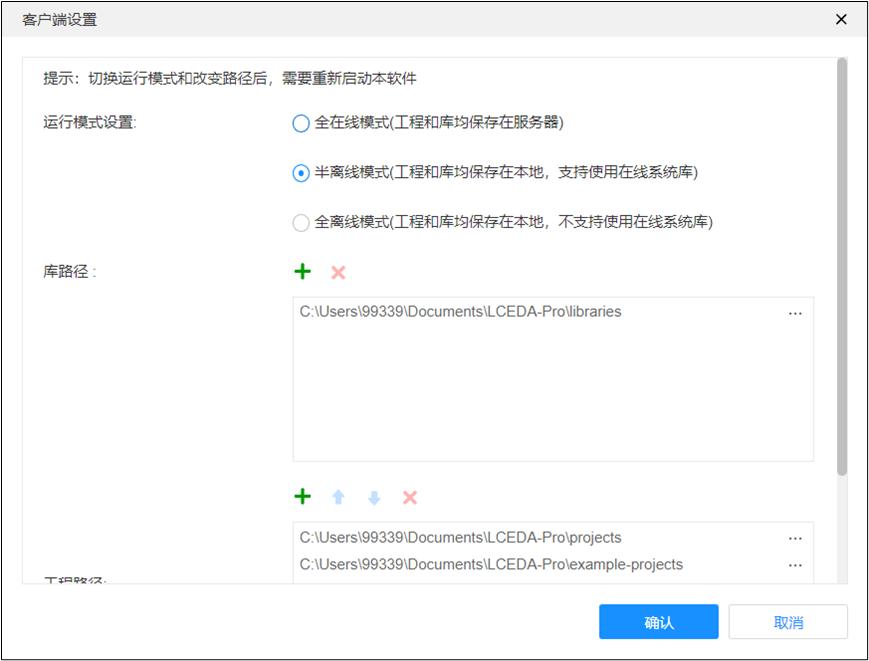 客户端设置
提示：切换运行模式和改变路径后，需要重新启动本软件
运行模式设置:
全在线模式(工程和库均保存在服务器)
半离线模式(工程和库均保存在本地，支持使用在线系统库)
全离线模式(工程和库均保存在本地，不支持使用在线系统库)
库路径 :
C:\Users\99339\Documents\LCEDA-Pro\libraries
...
C:\Users\99339\Documents\LCEDA-Pro\projects
...
C:\Users\99339\Documents\LCEDA-Pro\example-projects
...
工程路径:
确认
取消